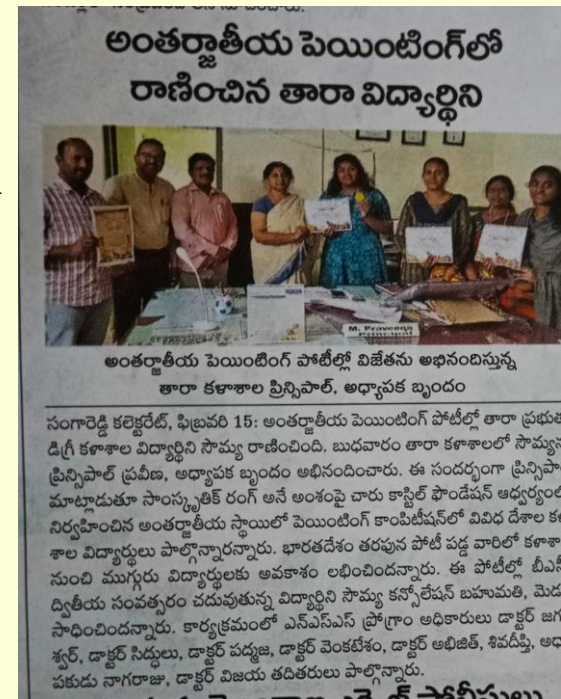 అంతర్జాతీయ పెయింటింగ్‌లో
రాణించిన తారా విద్యార్థిని
M. Praveena
Principal
అంతర్జాతీయ పెయింటింగ్ పోటీల్లో విజేతను అభినందిస్తున్న
తారా కళాశాల ప్రిన్సిపాల్, అధ్యాపక బృందం
సంగారెడ్డి కలెక్టరేట్, ఫిబ్రవరి 15: అంతర్జాతీయ పెయింటింగ్ పోటీల్లో తారా ప్రభుత
డిగ్రీ కళాశాల విద్యార్థిని సౌమ్య రాణించింది. బుధవారం తారా కళాశాలలో సౌమ్యను
ప్రిన్సిపాల్ ప్రవీణ, అధ్యాపక బృందం అభినందించారు. ఈ సందర్భంగా ప్రిన్సిపా
మాట్లాడుతూ సాంస్కృతిక్ రంగ్ అనే అంశంపై చారు కాస్టిల్ ఫౌండేషన్ ఆధ్వర్యంల
నిర్వహించిన అంతర్జాతీయ స్థాయిలో పెయింటింగ్ కాంపిటీషన్‌లో వివిధ దేశాల కళ
శాల విద్యార్థులు పాల్గొన్నారన్నారు. భారతదేశం తరపున పోటీ పడ్డ వారిలో కళాశా
నుంచి ముగ్గురు విద్యార్థులకు అవకాశం లభించిందన్నారు. ఈ పోటీల్లో బీఎస్సీ
ద్వితీయ సంవత్సరం చదువుతున్న విద్యార్థిని సౌమ్య కన్సోలేషన్ బహుమతి, మెడ
సాధించిందన్నారు. కార్యక్రమంలో ఎన్ఎస్ఎస్ ప్రోగ్రాం అధికారులు డాక్టర్ జగ
శ్వర్, డాక్టర్ సిద్ధులు, డాక్టర్ పద్మజ, డాక్టర్ వెంకటేశం, డాక్టర్ అభిజిత్, శివదీప్తి, అధ
పకుడు నాగరాజు, డాక్టర్ విజయ తదితరులు పాల్గొన్నారు.